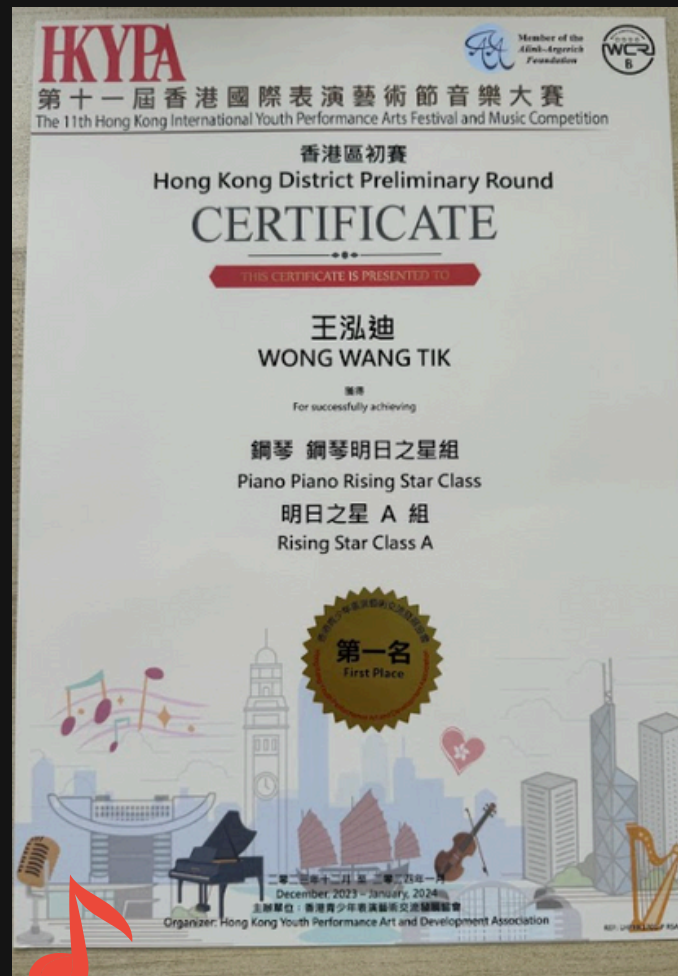 HKYPA
Member of the
Alink-Argerich
Foundation
WCR
B
第十一屆香港國際表演藝術節音樂大賽
The 11th Hong Kong International Youth Performance Arts Festival and Music Competition
香港區初賽
Hong Kong District Preliminary Round
CERTIFICATE
THIS CERTIFICATE IS PRESENTED TO
王泓迪
WONG WANG TIK
獲得
For successfully achieving
鋼琴 鋼琴明日之星組
Piano Piano Rising Star Class
明日之星 A 組
Rising Star Class A
第一名
First Place
二零二三年十二月 至 二零二四年一月
December, 2023 – January, 2024
主辦單位：香港青少年表演藝術交流發展協會
Organizer: Hong Kong Youth Performance Art and Development Association